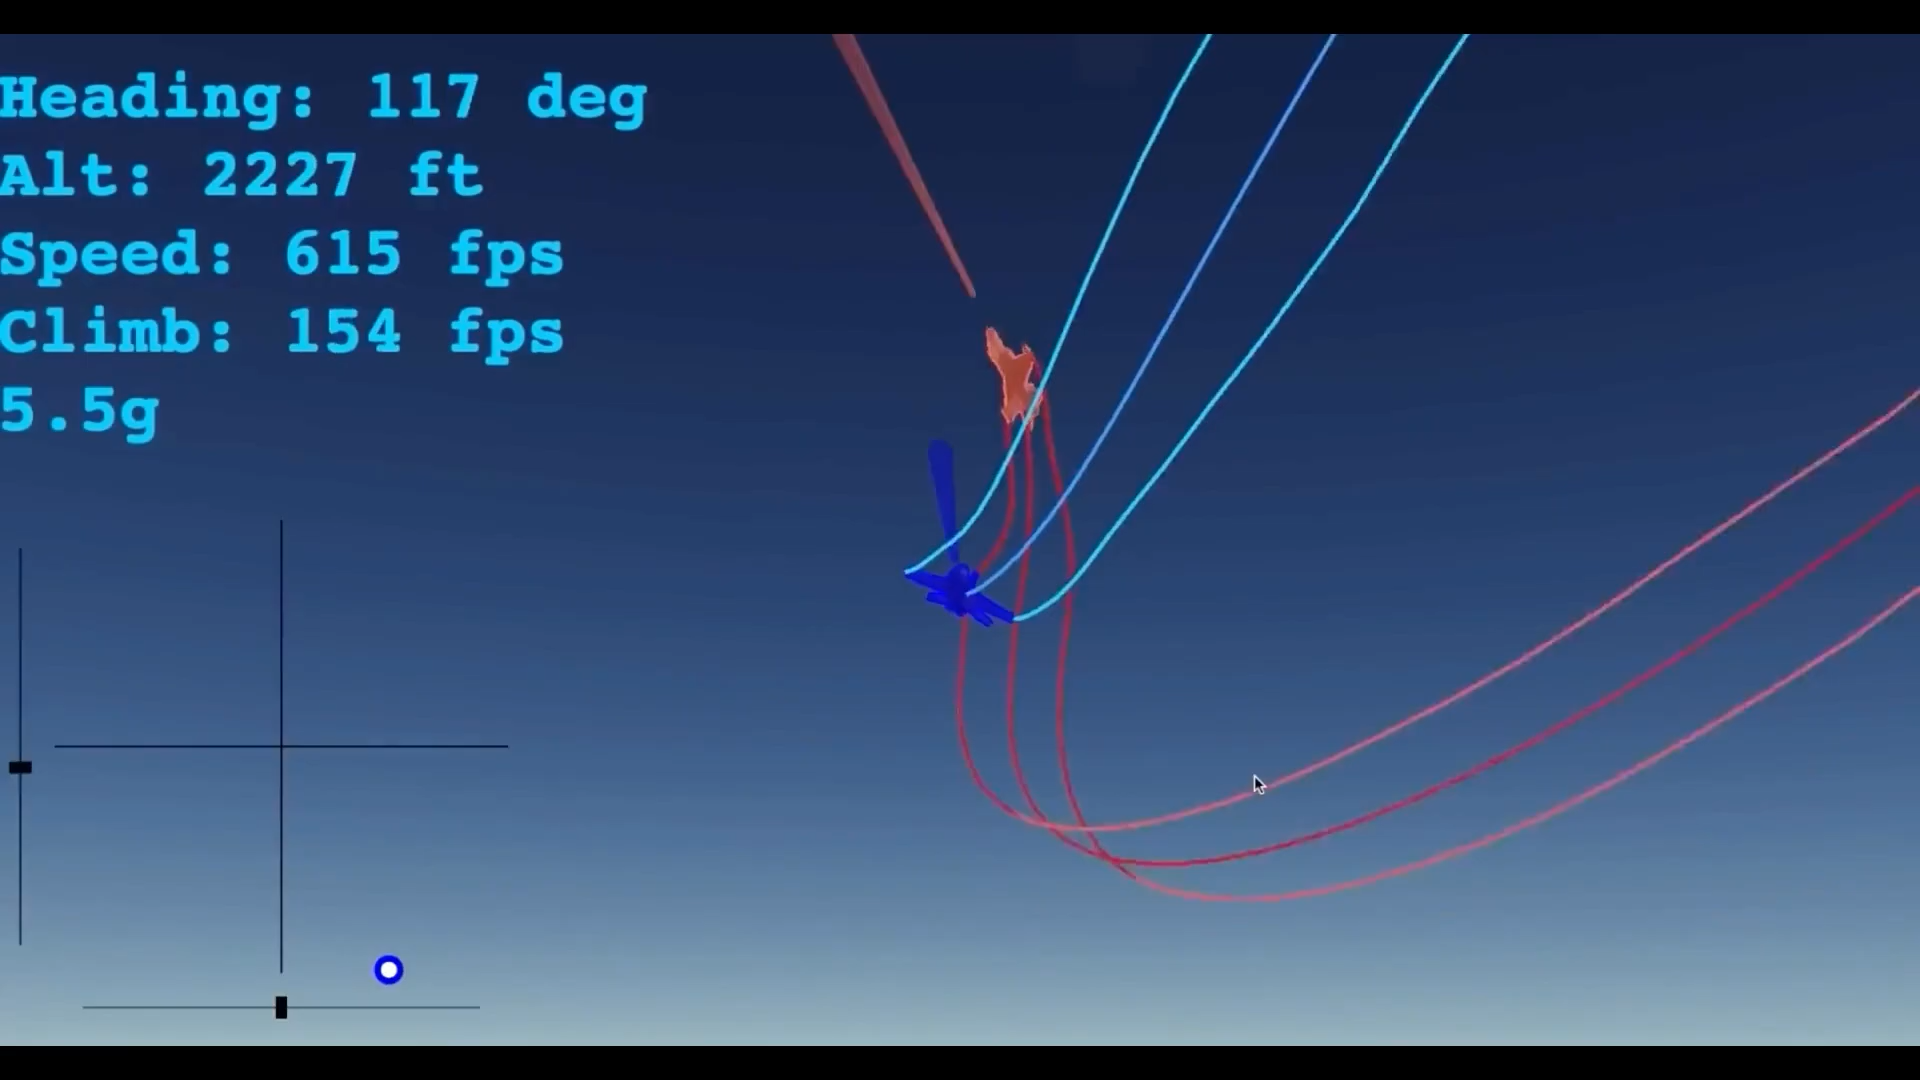 Heading: 117 deg
Alt: 2227 ft
Speed: 615 fps
Climb: 154 fps
5.5g